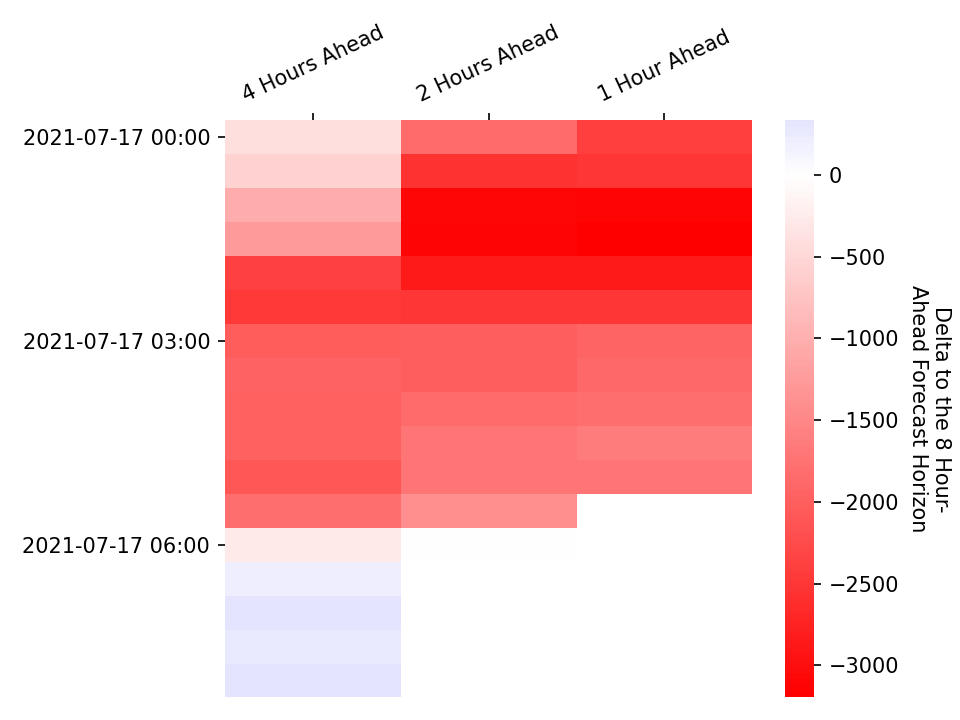 4 Hours Ahead
2 Hours Ahead
1 Hour Ahead
2021-07-17 00:00
2021-07-17 03:00
2021-07-17 06:00
0
−500
−1000
−1500
−2000
−2500
−3000
Delta to the 8 Hour-
Ahead Forecast Horizon